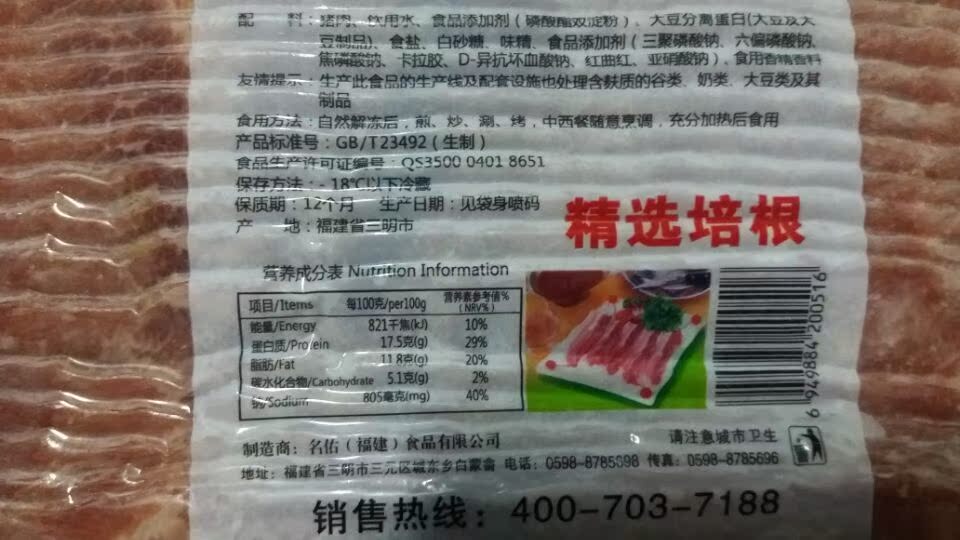 配 料：猪肉、饮用水、食品添加剂（磷酸酯双淀粉）、大豆分离蛋白(大豆及大
豆制品)、食盐、白砂糖、味精、食品添加剂（三聚磷酸钠、六偏磷酸钠、
焦磷酸钠、卡拉胶、D-异抗坏血酸钠、红曲红、亚硝酸钠）、食用香精香料
友情提示：生产此食品的生产线及配套设施也处理含麸质的谷类、奶类、大豆类及其
制品
食用方法：自然解冻后，煎、炒、涮、烤，中西餐随意烹调，充分加热后食用
产品标准号：GB/T23492（生制）
食品生产许可证编号：QS3500 0401 8651
保存方法：-18℃以下冷藏
保质期：12个月 生产日期：见袋身喷码
产 地：福建省三明市
精选培根
营养成分表 Nutrition Information
项目/Items 每100克/per100g 营养素参考值%（NRV%）
能量/Energy 821千焦(kJ) 10%
蛋白质/Protein 17.5克(g) 29%
脂肪/Fat 11.8克(g) 20%
碳水化合物/Carbohydrate 5.1克(g) 2%
钠/Sodium 805毫克(mg) 40%
6 949884 200516
制造商：名佑（福建）食品有限公司
请注意城市卫生
地址：福建省三明市三元区城东乡白蒙畲 电话：0598-8785398 传真：0598-8785696
销售热线：400-703-7188